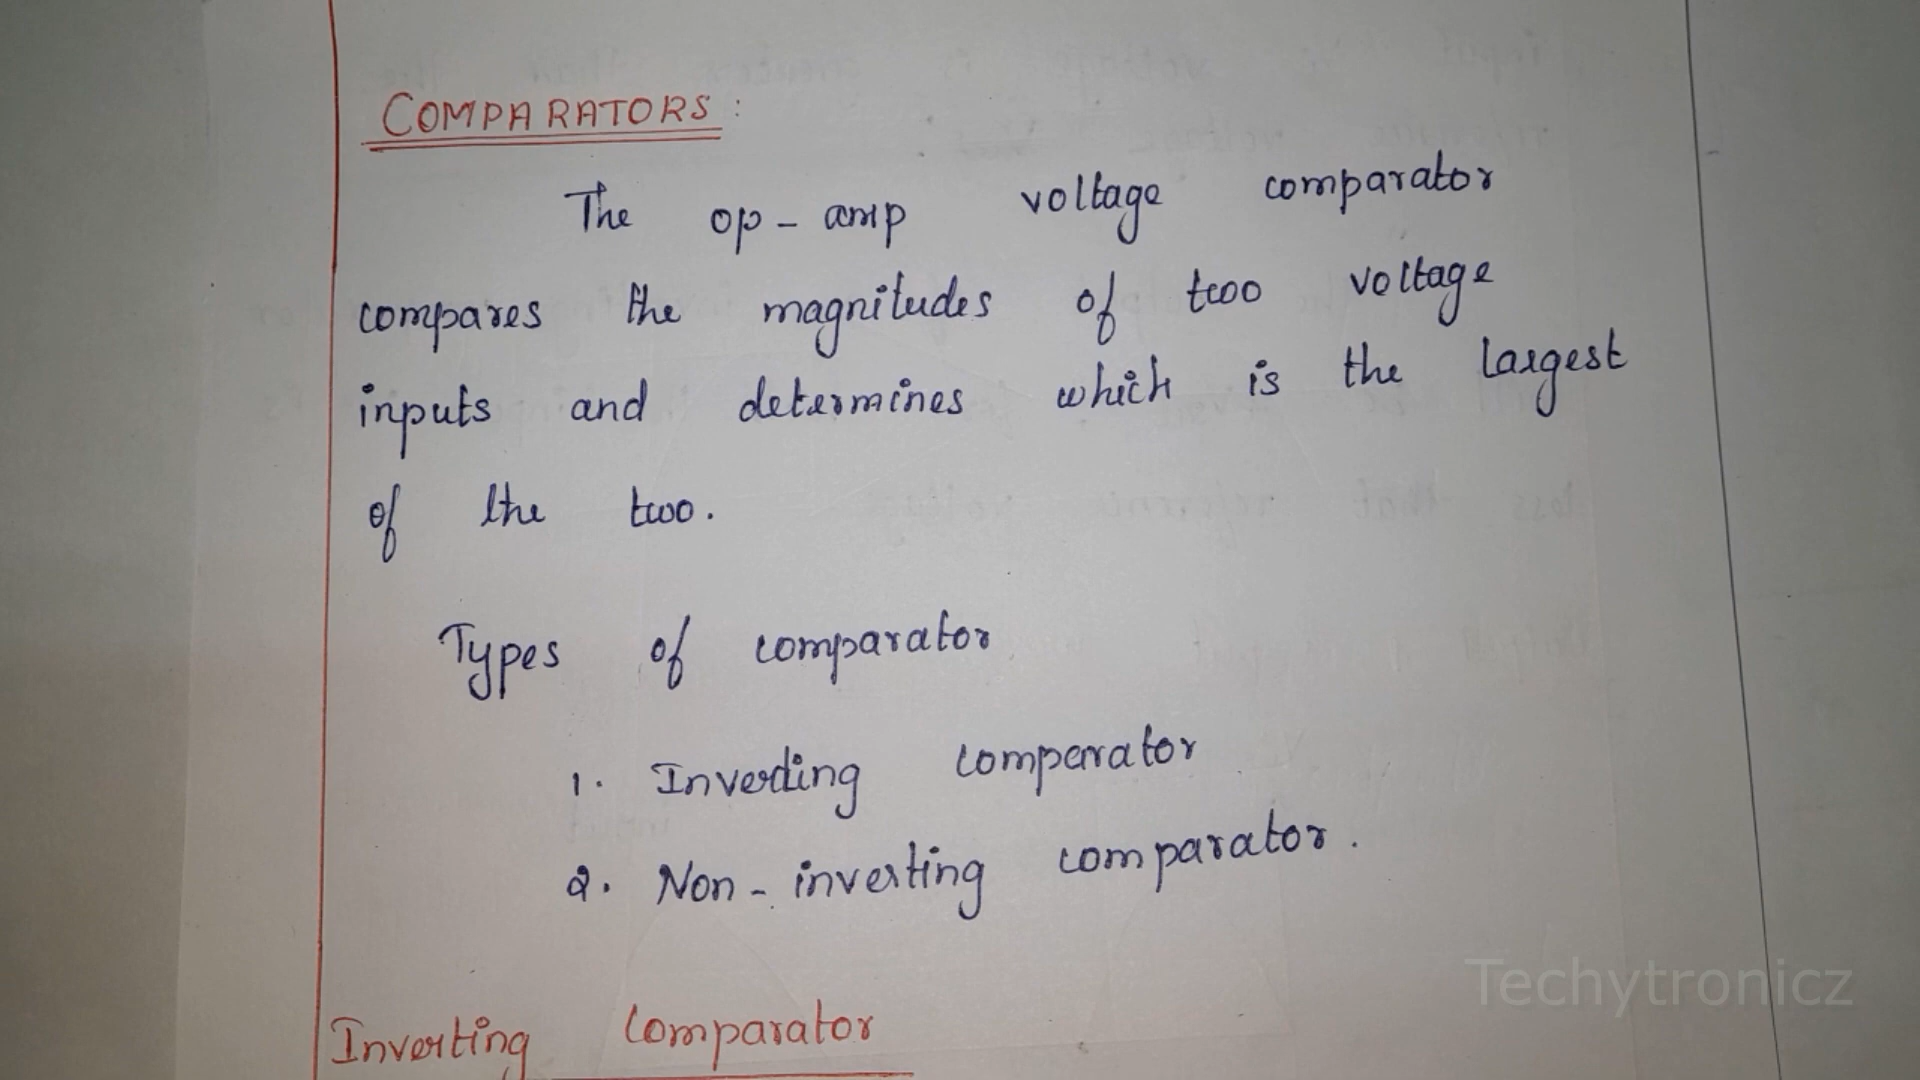 COMPARATORS:
The op-amp voltage comparator
compares the magnitudes of two voltage
inputs and determines which is the largest
of the two.
Types of comparator
1. Inverting comparator
2. Non-inverting comparator.
Techytronicz
Inverting Comparator